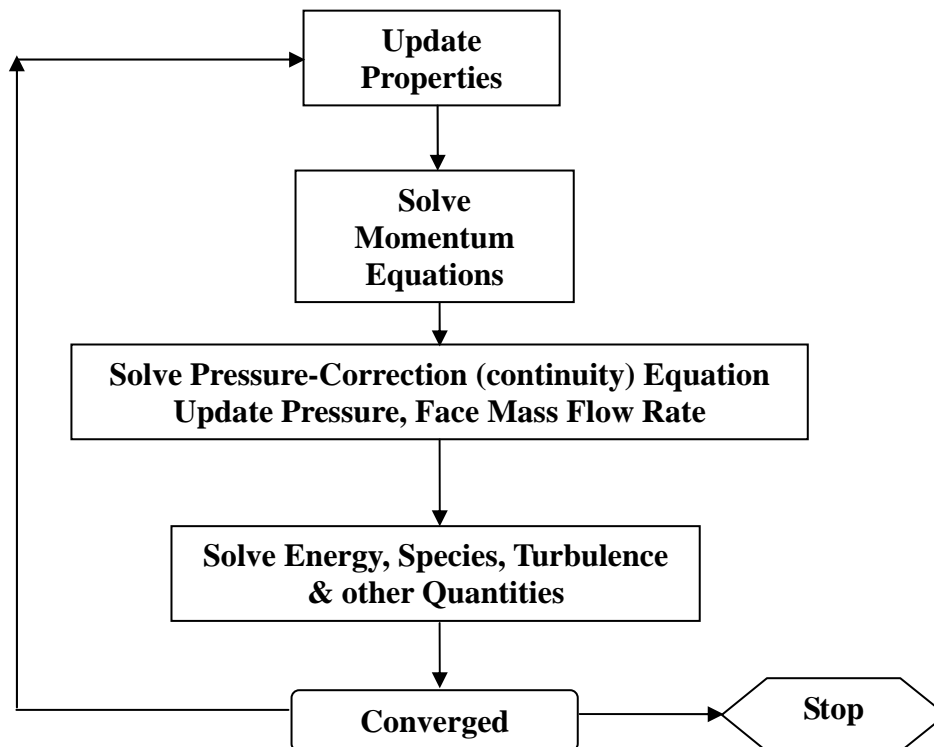 Update
Properties
Solve
Momentum
Equations
Solve Pressure-Correction (continuity) Equation
Update Pressure, Face Mass Flow Rate
Solve Energy, Species, Turbulence
& other Quantities
Converged
Stop